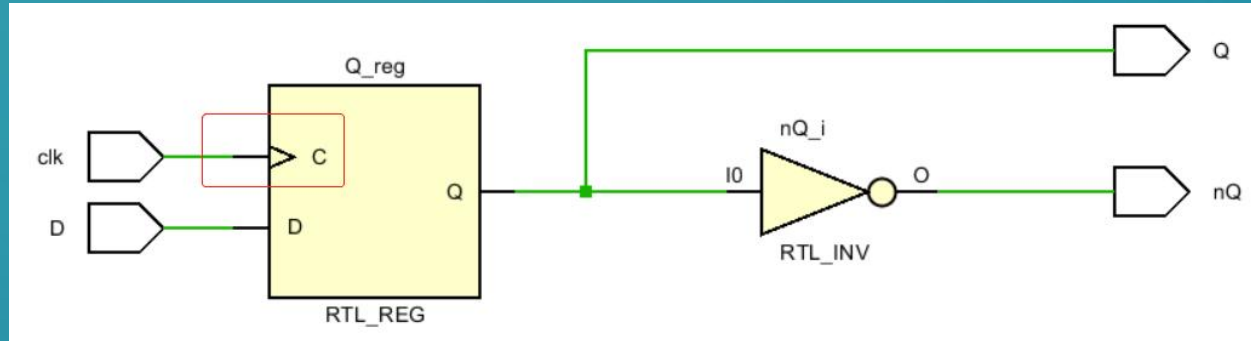 Q_reg
clk
C
D
D
Q
RTL_REG
nQ_i
I0
O
RTL_INV
Q
nQ